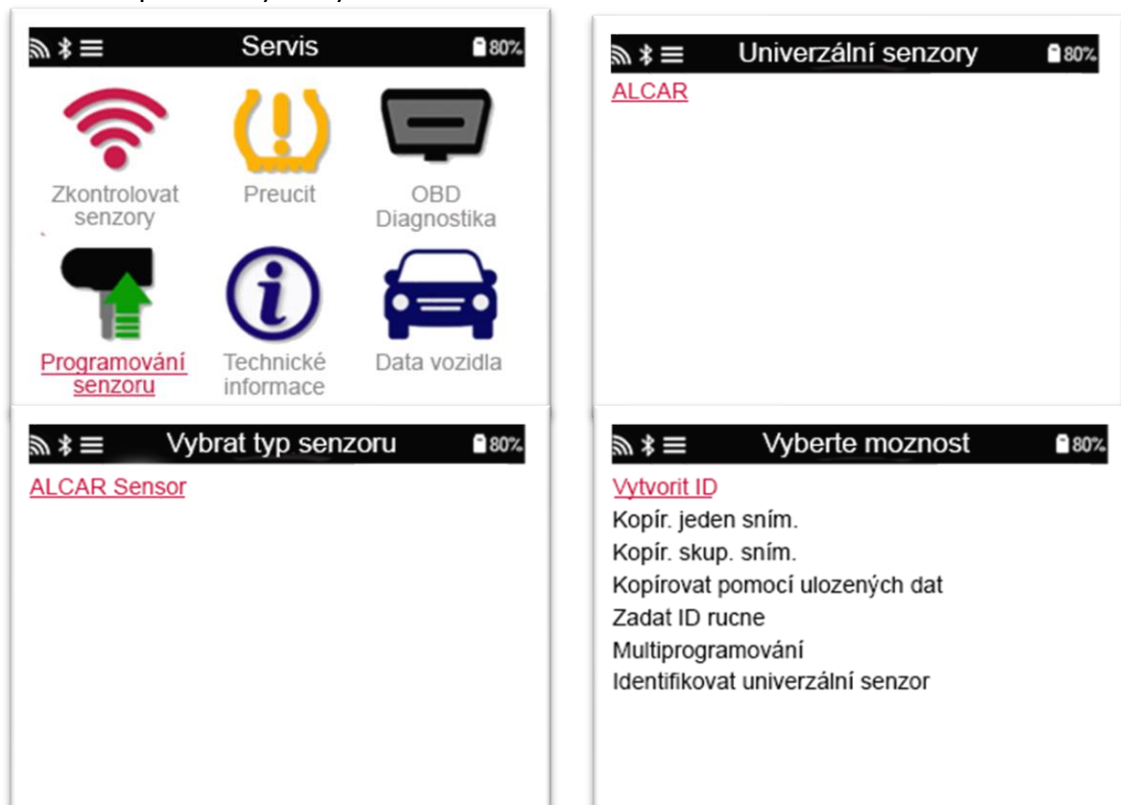 Servis
80%
Zkontrolovat
senzory
Preucit
OBD
Diagnostika
Programování
senzoru
Technické
informace
Data vozidla
Univerzální senzory
80%
ALCAR
Vybrat typ senzoru
80%
ALCAR Sensor
Vyberte moznost
80%
Vytvorit ID
Kopír. jeden sním.
Kopír. skup. sním.
Kopírovat pomocí ulozených dat
Zadat ID rucne
Multiprogramování
Identifikovat univerzální senzor